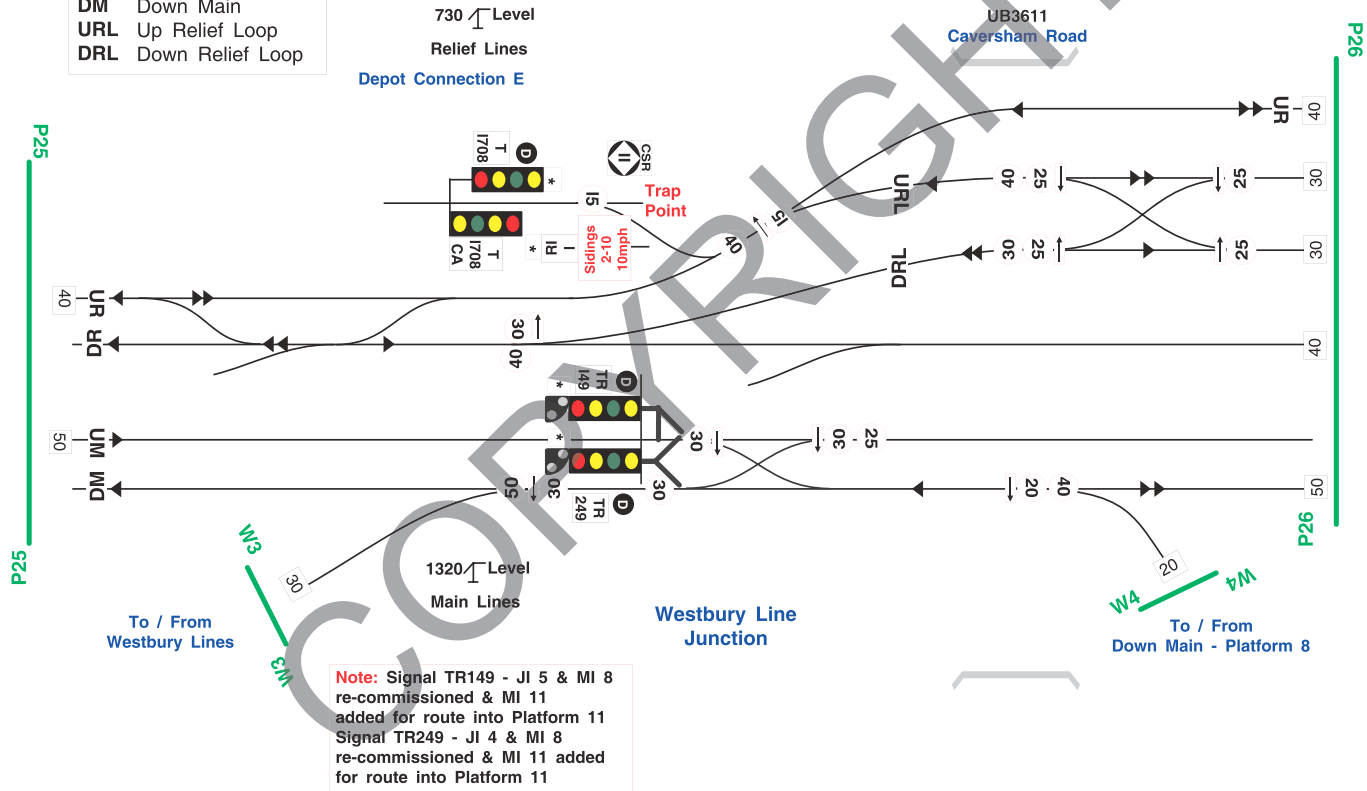 DM Down Main
URL Up Relief Loop
DRL Down Relief Loop
730 Level
Relief Lines
Depot Connection E
UB3611
Caversham Road
P26
P25
UR
40
T
I708
D
*
CSR
II
I5
Trap
Point
URL
40
25
25
30
CA
I708
T
*
RI
I
Sidings
2-10
10mph
40
15
DRL
30
25
25
30
40
UR
DR
30
40
40
*
I49
TR
D
50
UM
*
30
30
25
DM
50
30
30
20
40
50
249
TR
D
P25
P26
W3
30
1320 Level
Main Lines
Westbury Line
Junction
20
W4
W4
To / From
Westbury Lines
To / From
Down Main - Platform 8
W3
Note: Signal TR149 - JI 5 & MI 8
re-commissioned & MI 11
added for route into Platform 11
Signal TR249 - JI 4 & MI 8
re-commissioned & MI 11 added
for route into Platform 11
COPYRIGHT